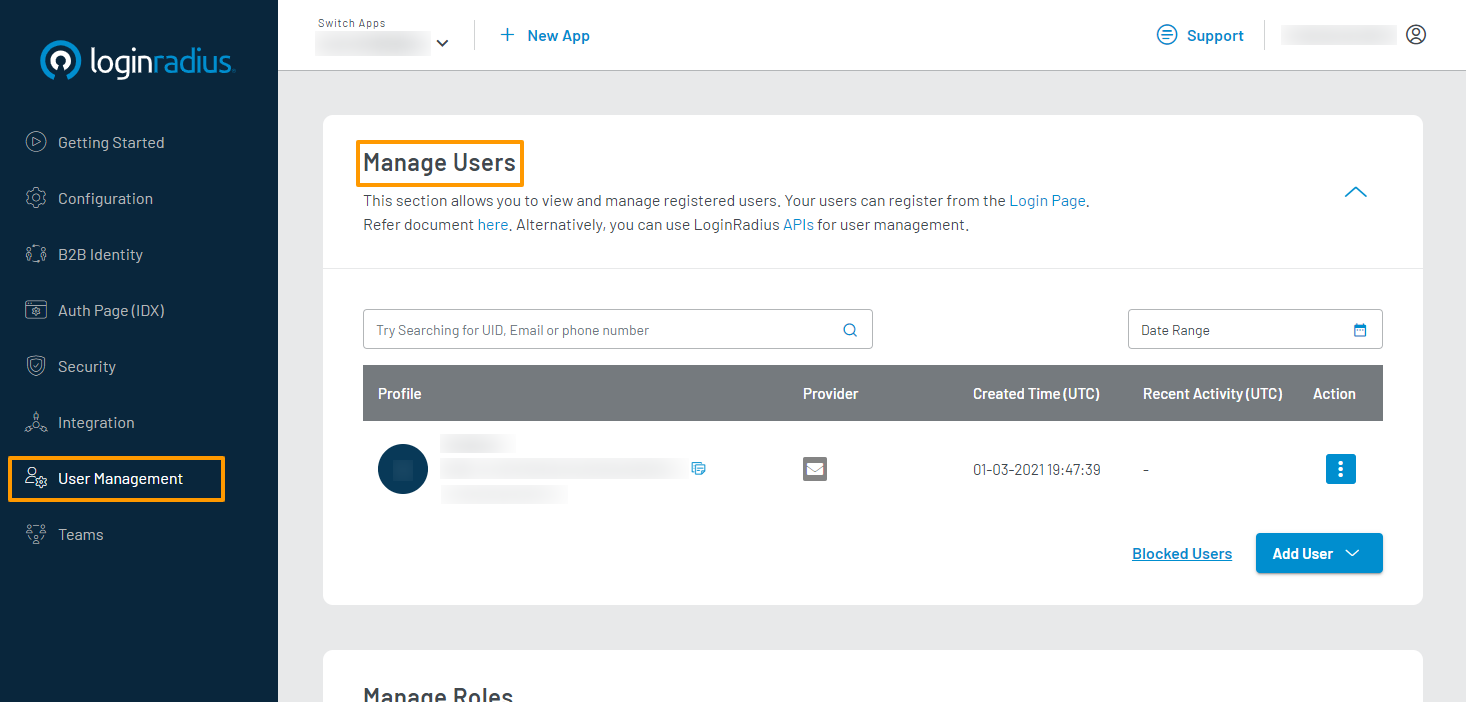 loginradius
Getting Started
Configuration
B2B Identity
Auth Page (IDX)
Security
Integration
User Management
Teams
Switch Apps
New App
Support
Manage Users
This section allows you to view and manage registered users. Your users can register from the Login Page.
Refer document here. Alternatively, you can use LoginRadius APIs for user management.
Try Searching for UID, Email or phone number
Date Range
Profile Provider Created Time (UTC) Recent Activity (UTC) Action
01-03-2021 19:47:39 -
Blocked Users Add User
Manage Roles